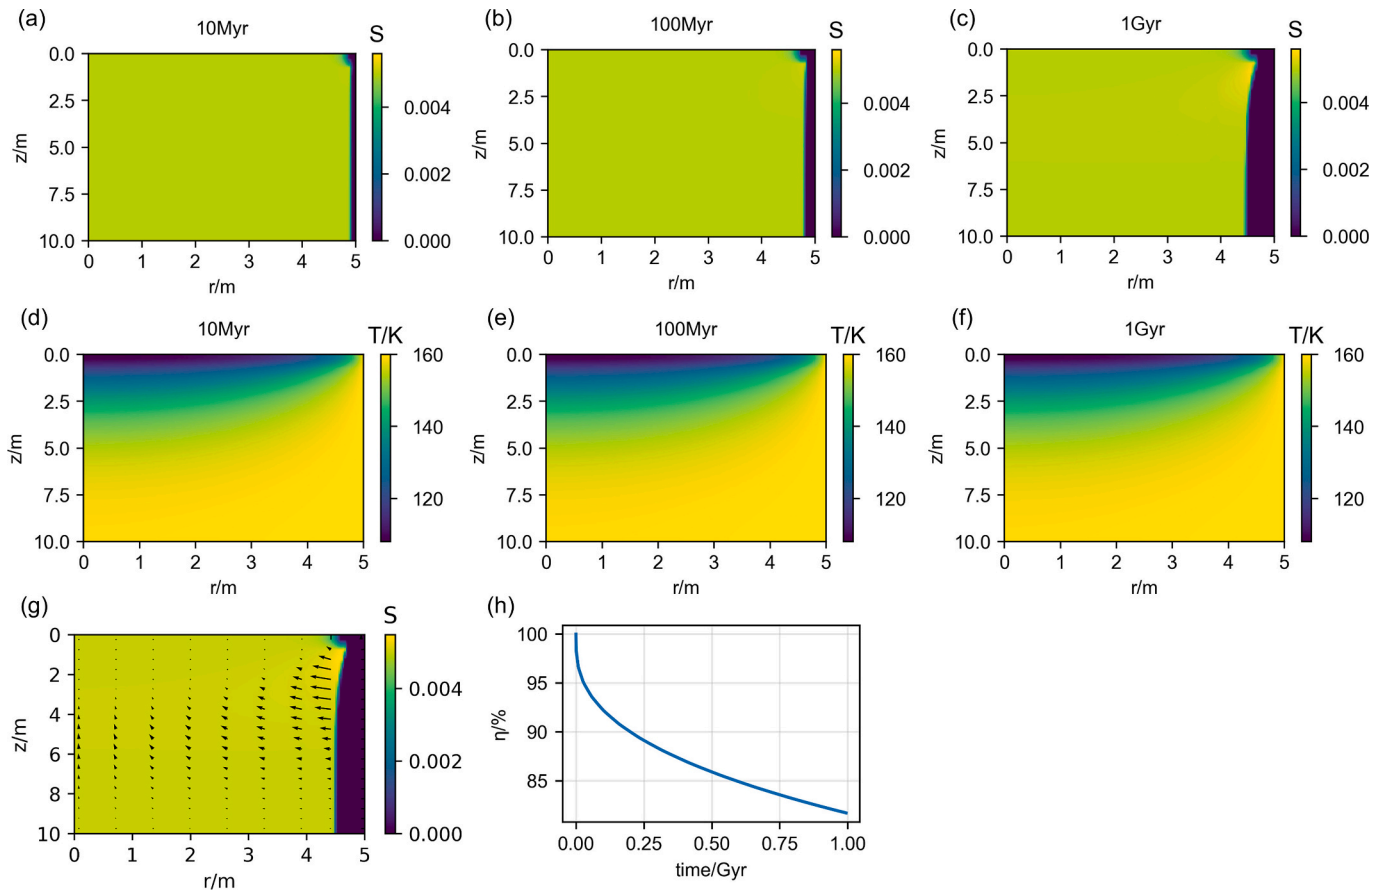 (a)
10Myr
S
0.0
2.5
5.0
7.5
10.0
z/m
0 1 2 3 4 5
r/m
0.004
0.002
0.000
(b)
100Myr
S
0.0
2.5
5.0
7.5
10.0
z/m
0 1 2 3 4 5
r/m
0.004
0.002
0.000
(c)
1Gyr
S
0.0
2.5
5.0
7.5
10.0
z/m
0 1 2 3 4 5
r/m
0.004
0.002
0.000
(d)
10Myr
T/K
0.0
2.5
5.0
7.5
10.0
z/m
0 1 2 3 4 5
r/m
160
140
120
(e)
100Myr
T/K
0.0
2.5
5.0
7.5
10.0
z/m
0 1 2 3 4 5
r/m
160
140
120
(f)
1Gyr
T/K
0.0
2.5
5.0
7.5
10.0
z/m
0 1 2 3 4 5
r/m
160
140
120
(g)
S
0
2
4
6
8
10
z/m
0 1 2 3 4 5
r/m
0.004
0.002
0.000
(h)
100
95
90
85
η/%
0.00 0.25 0.50 0.75 1.00
time/Gyr